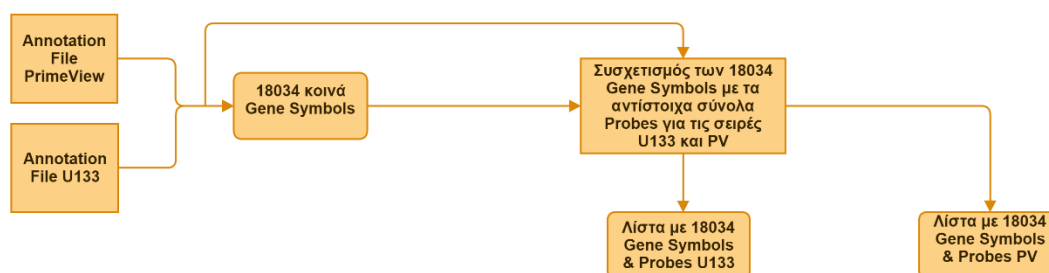 Annotation
File
PrimeView
Annotation
File U133
18034 κοινά
Gene Symbols
Συσχετισμός των 18034
Gene Symbols με τα
αντίστοιχα σύνολα
Probes για τις σειρές
U133 και PV
Λίστα με 18034
Gene Symbols
& Probes U133
Λίστα με 18034
Gene Symbols
& Probes PV